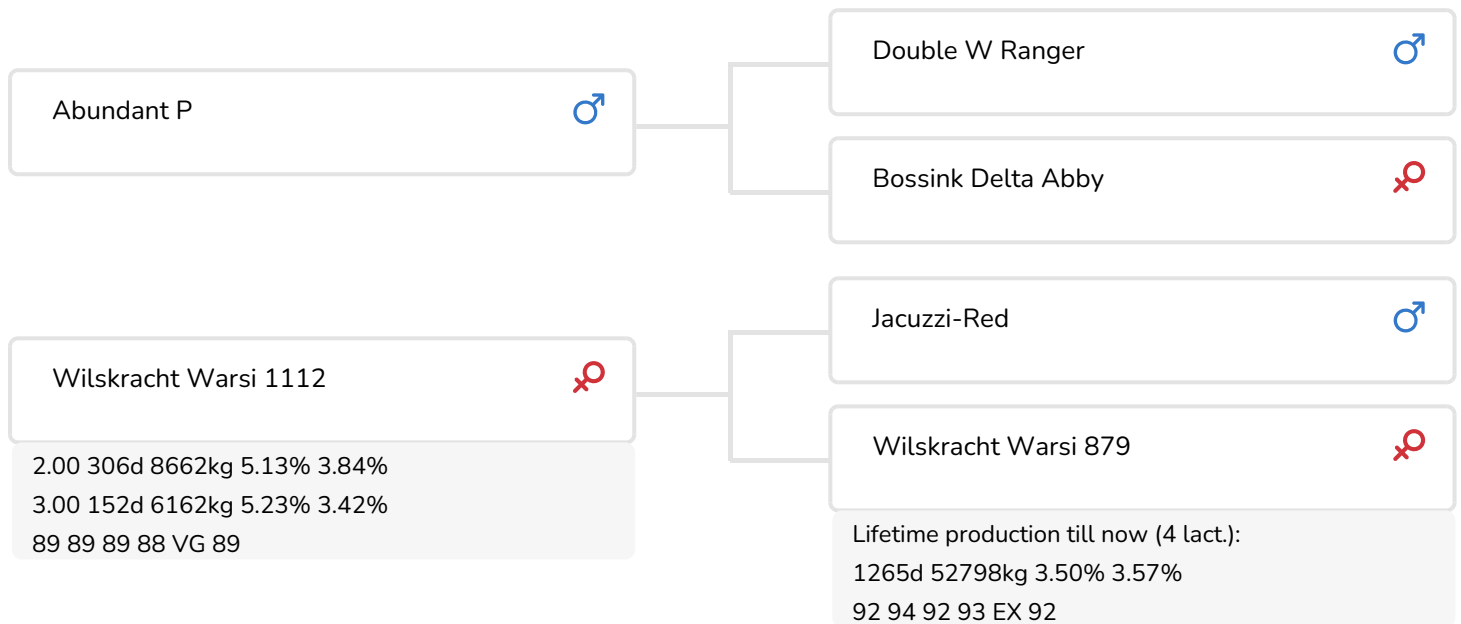 Abundant P
Double W Ranger
Bossink Delta Abby
Wilskracht Warsi 1112
2.00 306d 8662kg 5.13% 3.84%
3.00 152d 6162kg 5.23% 3.42%
89 89 89 88 VG 89
Jacuzzi-Red
Wilskracht Warsi 879
Lifetime production till now (4 lact.):
1265d 52798kg 3.50% 3.57%
92 94 92 93 EX 92